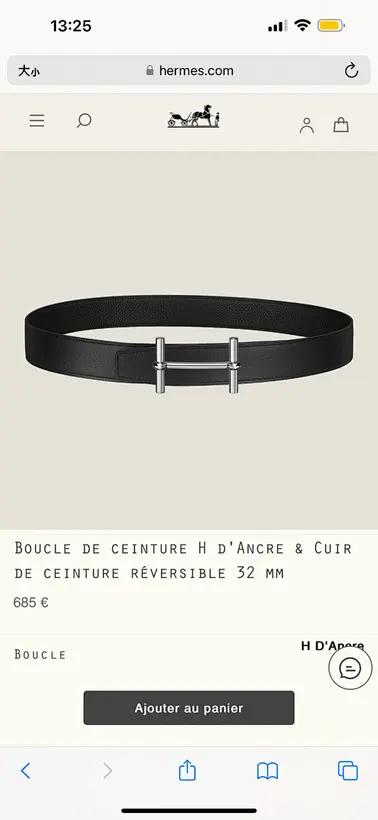 13:25
大小
hermes.com
Boucle de ceinture H d'Ancre & Cuir
de ceinture réversible 32 mm
685 €
H D'Ancre
Boucle
Ajouter au panier